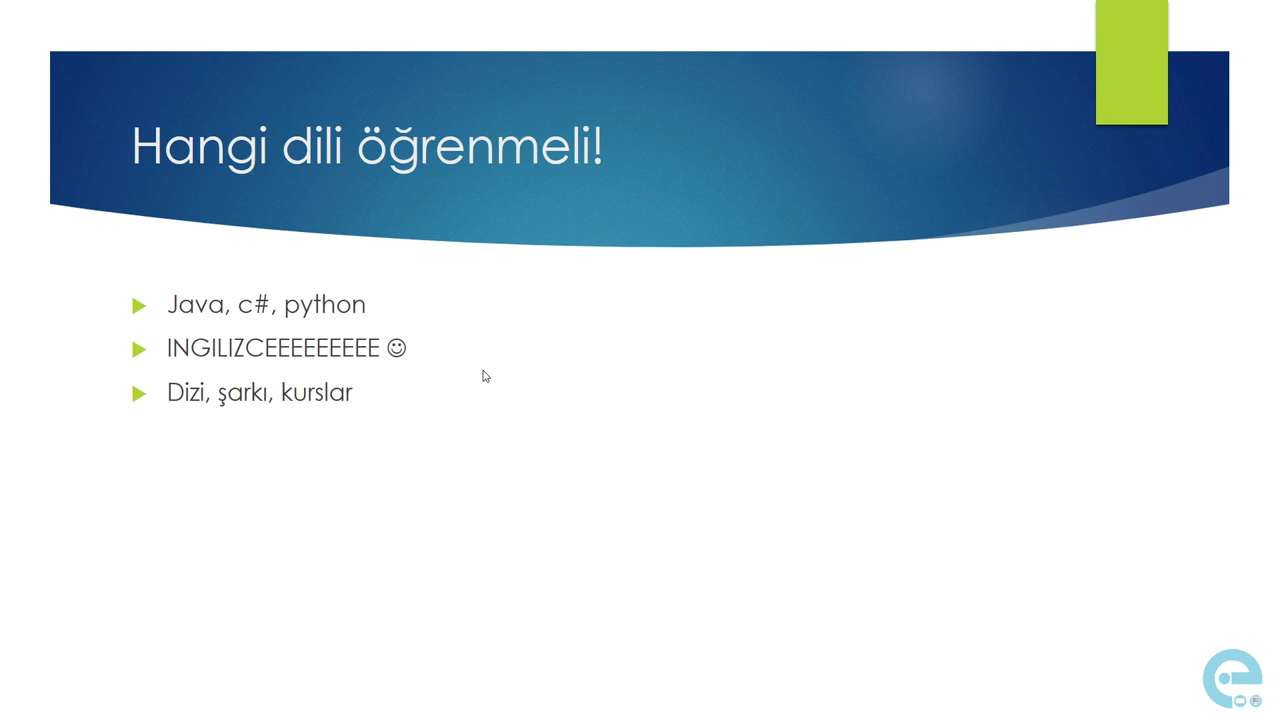 Hangi dili öğrenmeli!
Java, c#, python
INGILIZCEEEEEEEEE ☺
Dizi, şarkı, kurslar